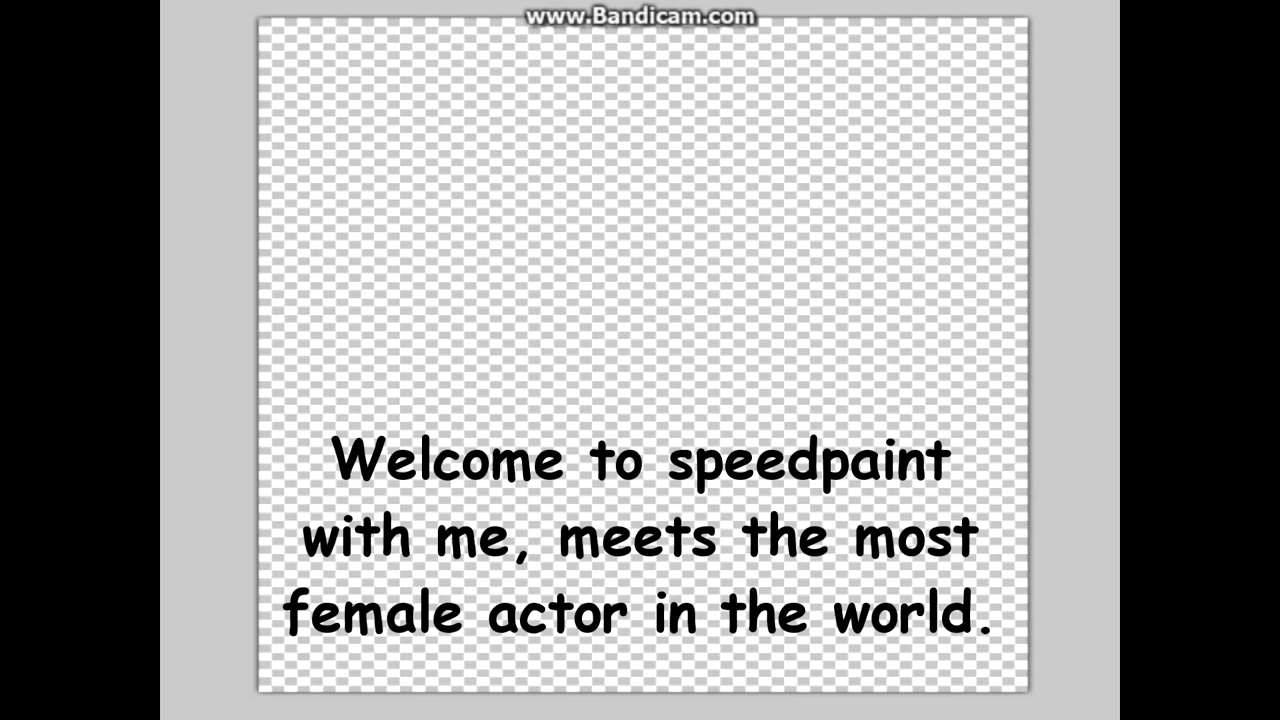 www.Bandicam.com
Welcome to speedpaint
with me, meets the most
female actor in the world.